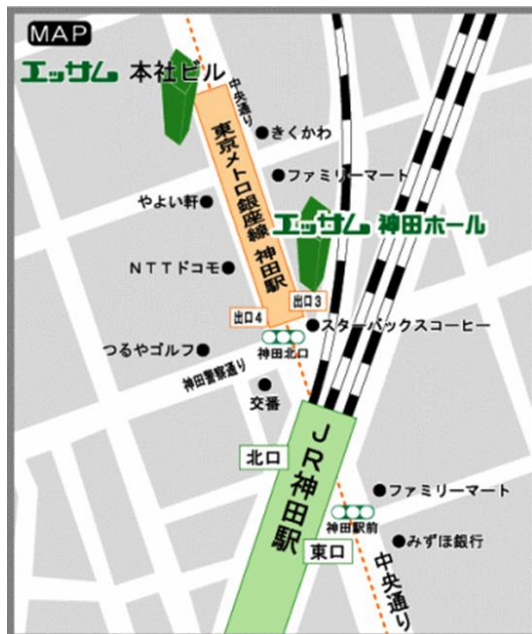 MAP
エッサム 本社ビル
中央通り
きくかわ
東京メトロ銀座線 神田駅
ファミリーマート
やよい軒
エッサム 神田ホール
NTTドコモ
出口3
出口4
スターバックスコーヒー
神田北口
つるやゴルフ
神田警察通り
交番
JR神田駅
北口
ファミリーマート
神田駅前
みずほ銀行
東口
中央通り